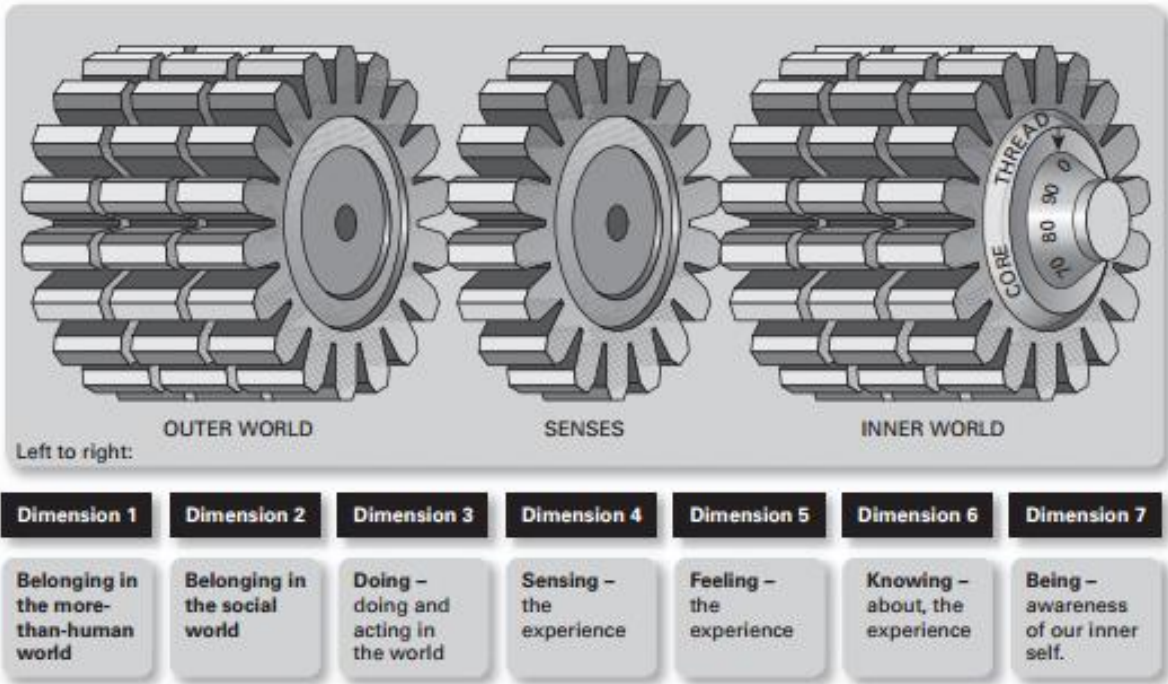 THREAD
CORE
0
90
80
70
OUTER WORLD
SENSES
INNER WORLD
Left to right:
Dimension 1
Dimension 2
Dimension 3
Dimension 4
Dimension 5
Dimension 6
Dimension 7
Belonging in
the more-
than-human
world
Belonging in
the social
world
Doing –
doing and
acting in
the world
Sensing –
the
experience
Feeling –
the
experience
Knowing –
about, the
experience
Being –
awareness
of our inner
self.